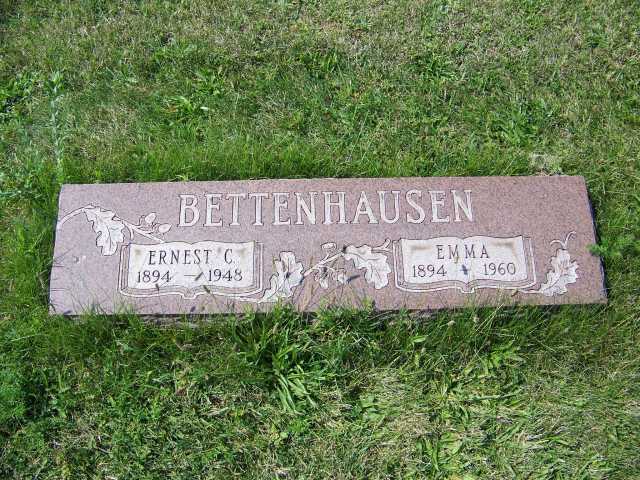 BETTENHAUSEN
ERNEST C.
1894 — 1948
EMMA
1894 — 1960